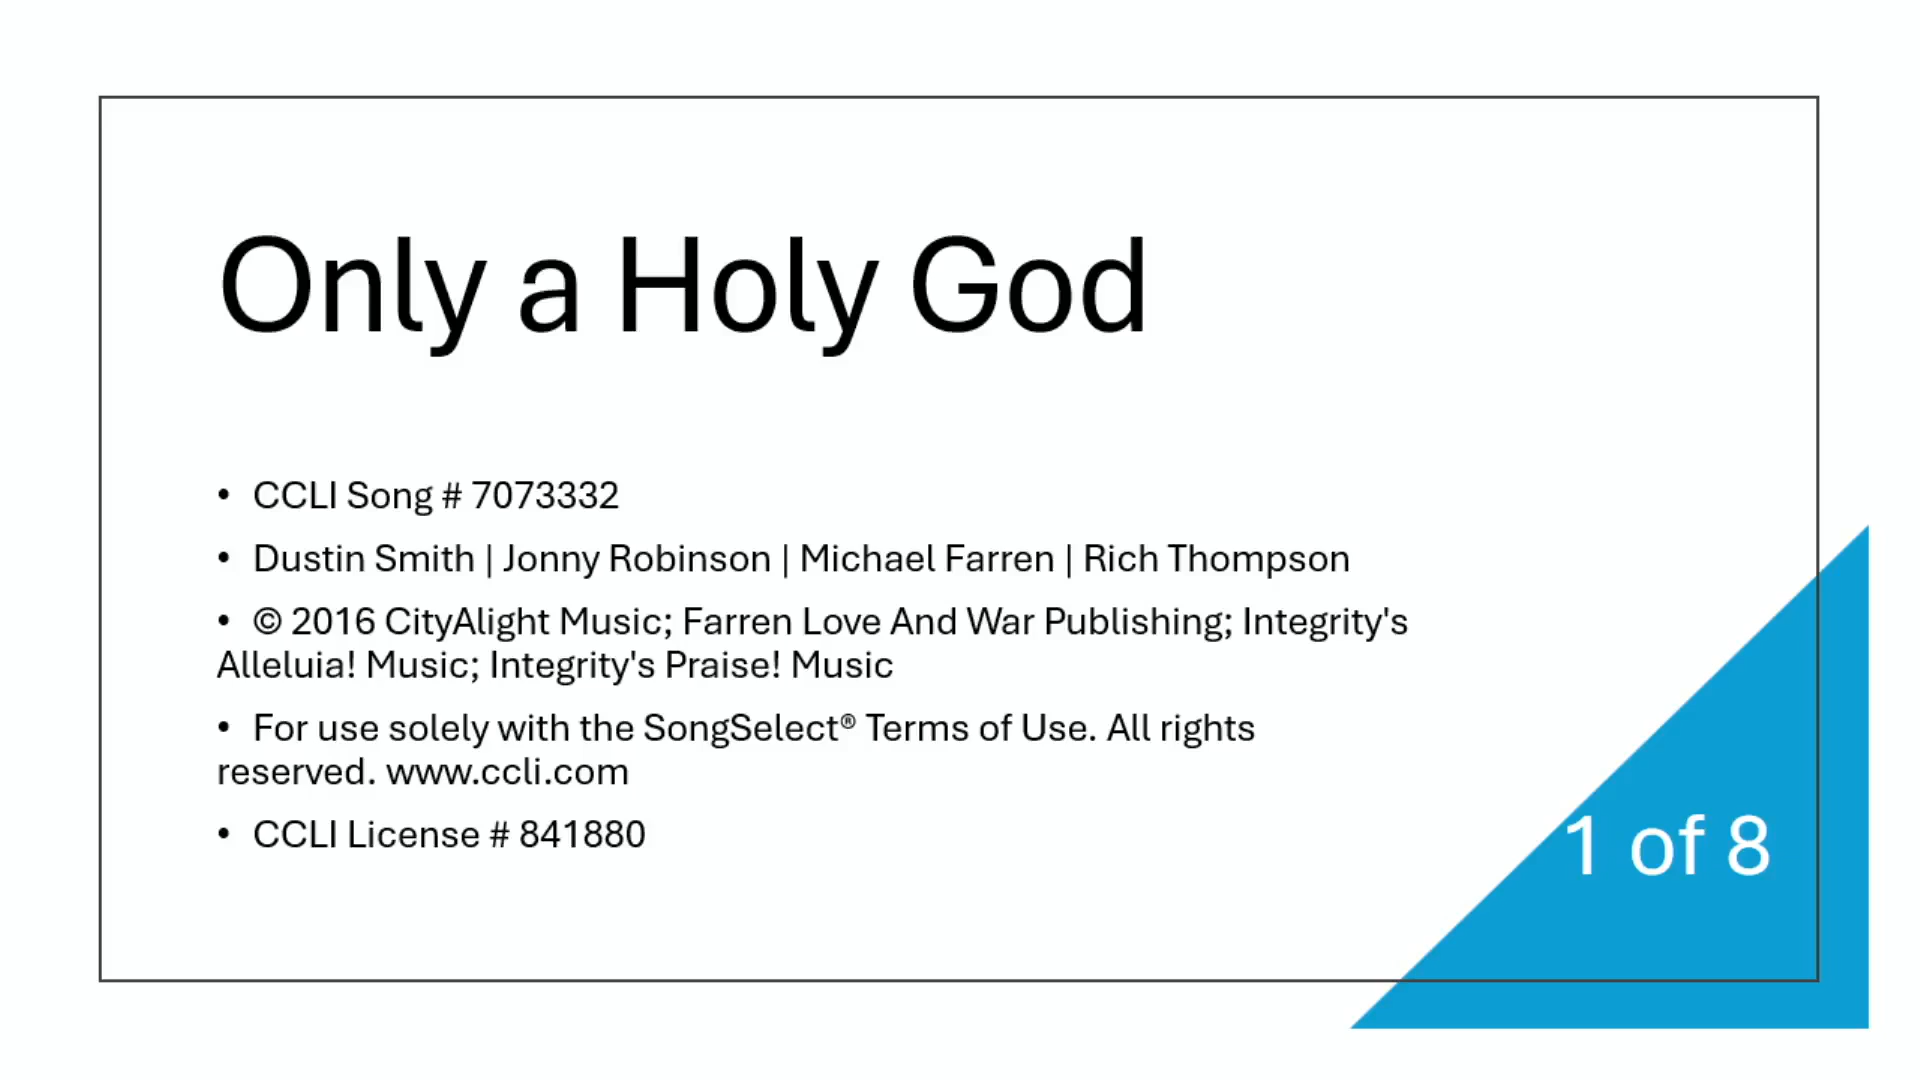 Only a Holy God
• CCLI Song # 7073332
• Dustin Smith | Jonny Robinson | Michael Farren | Rich Thompson
• © 2016 CityAlight Music; Farren Love And War Publishing; Integrity's
Alleluia! Music; Integrity's Praise! Music
• For use solely with the SongSelect® Terms of Use. All rights
reserved. www.ccli.com
• CCLI License # 841880
1 of 8